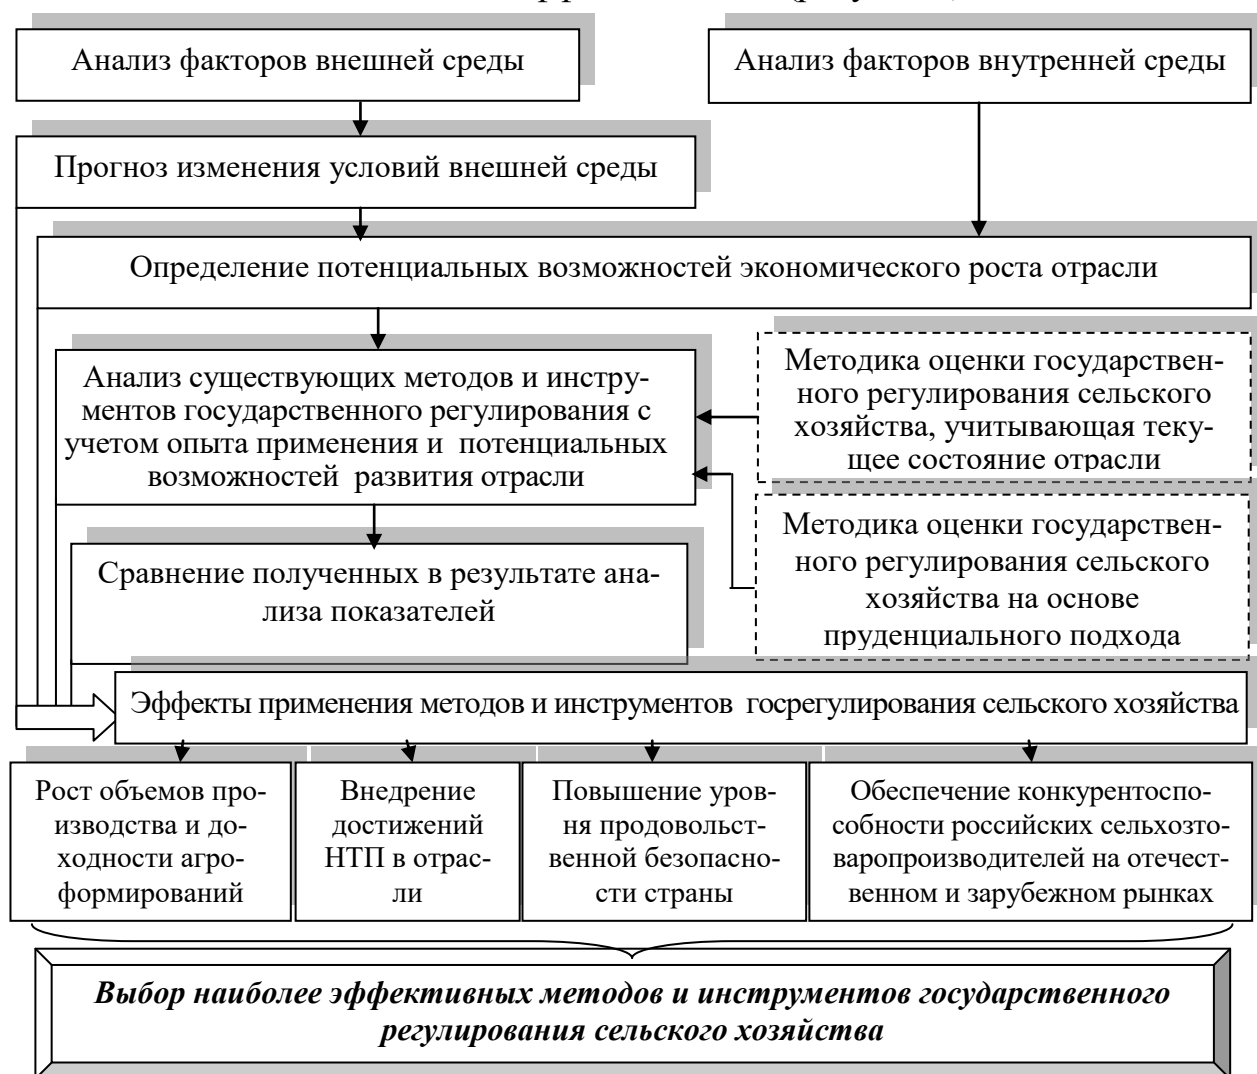 Анализ факторов внешней среды
Анализ факторов внутренней среды
Прогноз изменения условий внешней среды
Определение потенциальных возможностей экономического роста отрасли
Анализ существующих методов и инстру-
ментов государственного регулирования с
учетом опыта применения и потенциальных
возможностей развития отрасли
Методика оценки государствен-
ного регулирования сельского
хозяйства, учитывающая теку-
щее состояние отрасли
Методика оценки государствен-
ного регулирования сельского
хозяйства на основе
пруденциального подхода
Сравнение полученных в результате ана-
лиза показателей
Эффекты применения методов и инструментов госрегулирования сельского хозяйства
Рост объемов про-
изводства и до-
ходности агро-
формирований
Внедрение
достижений
НТП в отрас-
ли
Повышение уров-
ня продовольст-
венной безопасно-
сти страны
Обеспечение конкурентоспо-
собности российских сельхозто-
варопроизводителей на отечест-
венном и зарубежном рынках
Выбор наиболее эффективных методов и инструментов государственного
регулирования сельского хозяйства